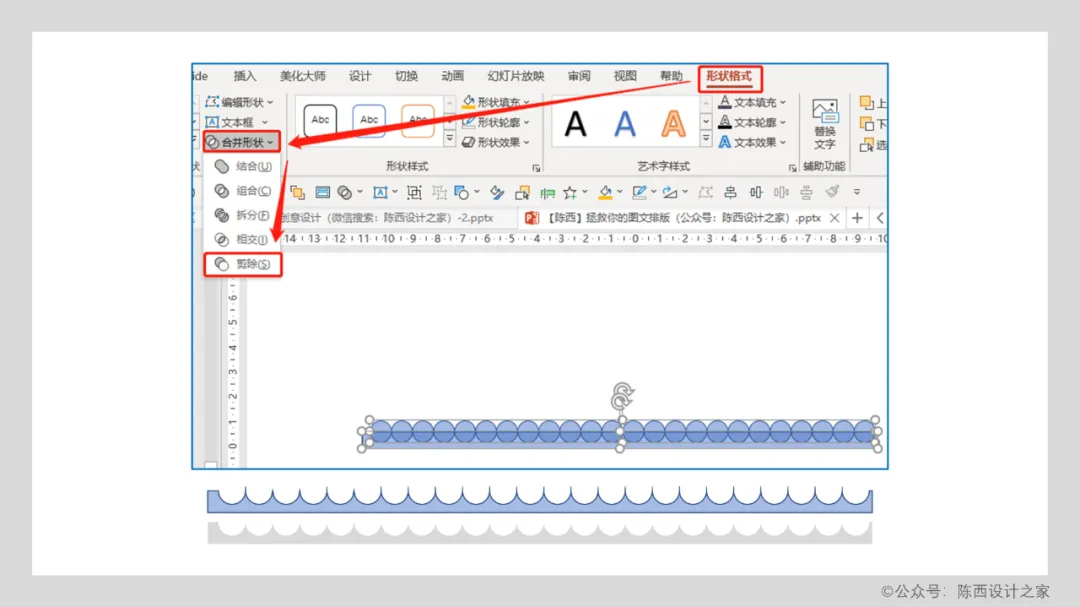 ide 插入 美化大师 设计 切换 动画 幻灯片放映 审阅 视图 帮助 形状格式
编辑形状 形状填充 A 文本填充 上
A 文本框 Abc Abc Abc 形状轮廓 A A A A 文本轮廓 替换 下
合并形状 形状效果 A 文本效果 文字 选
状 结合(U) 形状样式 艺术字样式 辅助功能
组合(C)
拆分(F) 创意设计（微信搜索：陈西设计之家）-2.pptx 【陈西】拯救你的图文排版（公众号：陈西设计之家）.pptx
相交(I) 14 13 12 11 10 9 8 7 6 5 4 3 2 1 0 1 2 3 4 5 6 7 8 9 10
剪除(S)
6
5
4
3
2
1
0
©公众号：陈西设计之家